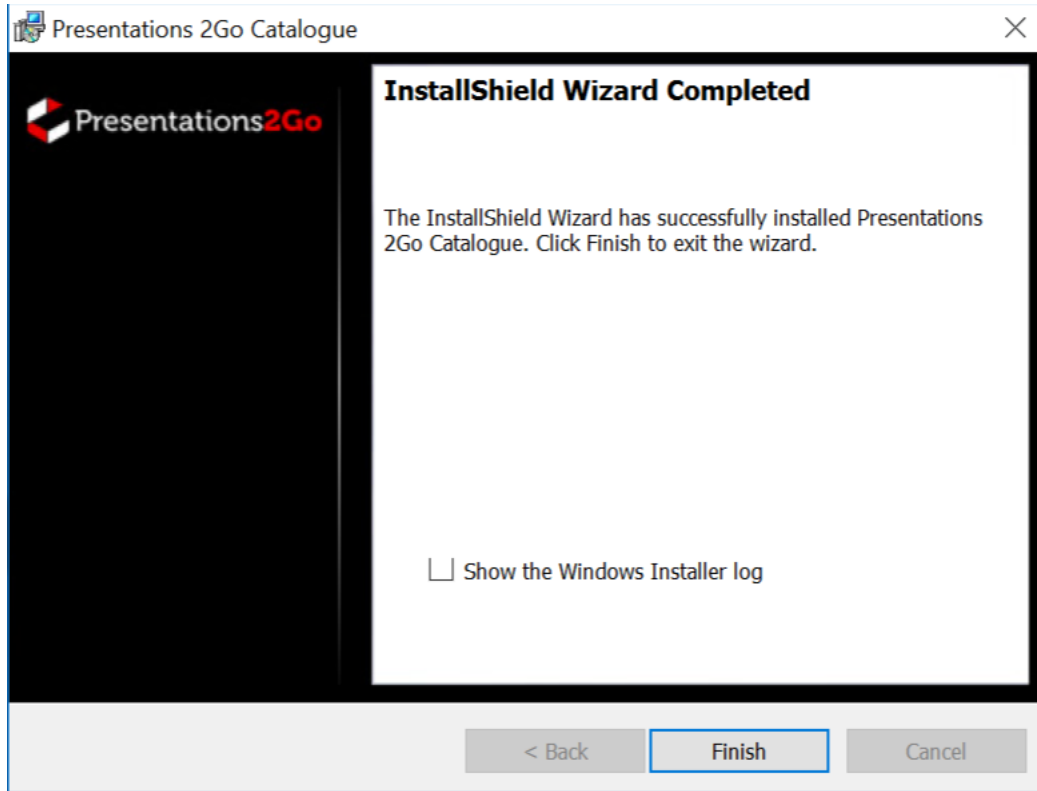 Presentations 2Go Catalogue
Presentations2Go
InstallShield Wizard Completed
The InstallShield Wizard has successfully installed Presentations
2Go Catalogue. Click Finish to exit the wizard.
Show the Windows Installer log
< Back
Finish
Cancel